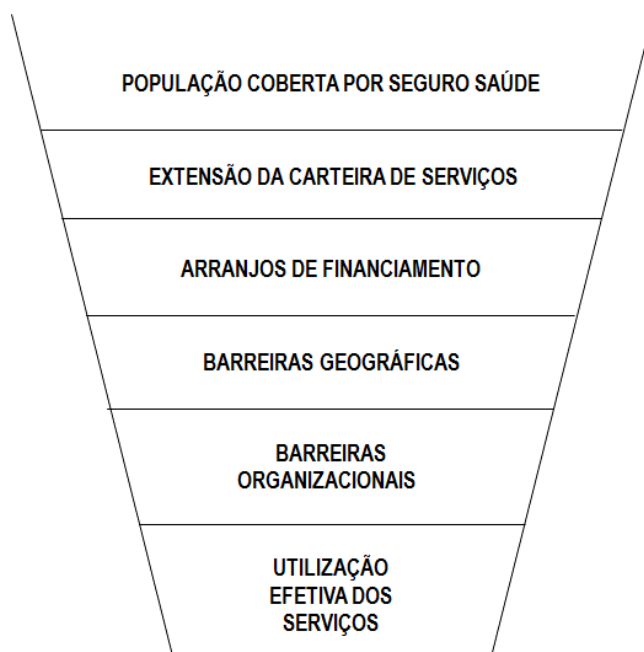 POPULAÇÃO COBERTA POR SEGURO SAÚDE
EXTENSÃO DA CARTEIRA DE SERVIÇOS
ARRANJOS DE FINANCIAMENTO
BARREIRAS GEOGRÁFICAS
BARREIRAS
ORGANIZACIONAIS
UTILIZAÇÃO
EFETIVA DOS
SERVIÇOS